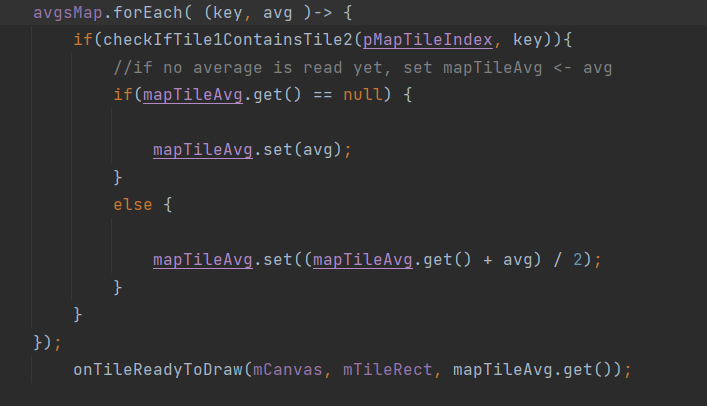 avgsMap.forEach( (key, avg )-> {
if(checkIfTile1ContainsTile2(pMapTileIndex, key)){
//if no average is read yet, set mapTileAvg <- avg
if(mapTileAvg.get() == null) {
mapTileAvg.set(avg);
}
else {
mapTileAvg.set((mapTileAvg.get() + avg) / 2);
}
}
});
onTileReadyToDraw(mCanvas, mTileRect, mapTileAvg.get());